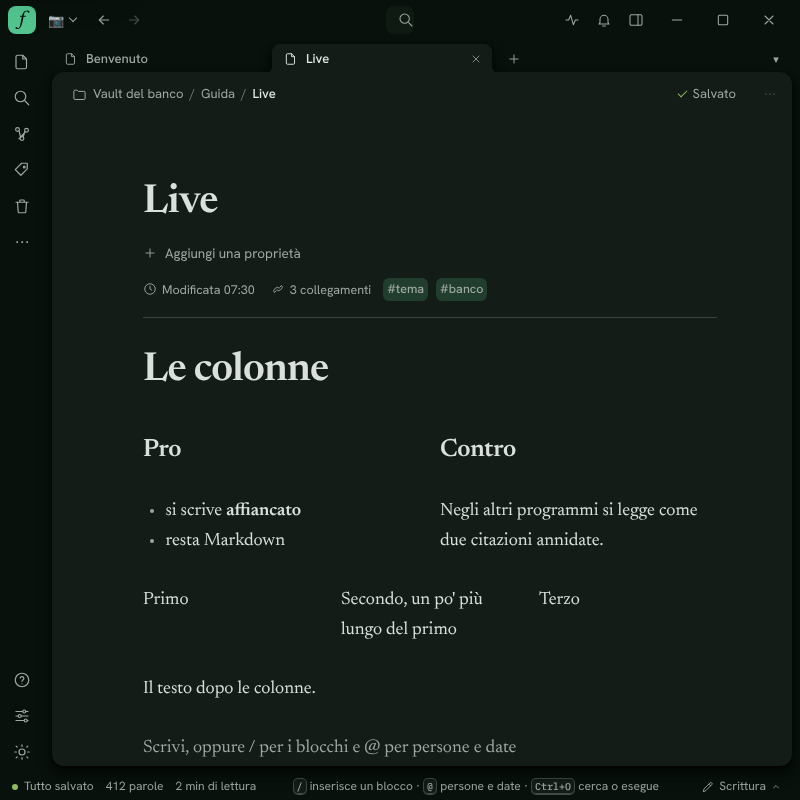 f
Benvenuto
Live
Vault del banco / Guida / Live
Salvato
Live
Aggiungi una proprietà
Modificata 07:30
3 collegamenti
#tema
#banco
Le colonne
Pro
si scrive affiancato
resta Markdown
Contro
Negli altri programmi si legge come
due citazioni annidate.
Primo
Secondo, un po' più
lungo del primo
Terzo
Il testo dopo le colonne.
Scrivi, oppure / per i blocchi e @ per persone e date
Tutto salvato
412 parole
2 min di lettura
/ inserisce un blocco · @ persone e date · Ctrl+O cerca o esegue
Scrittura